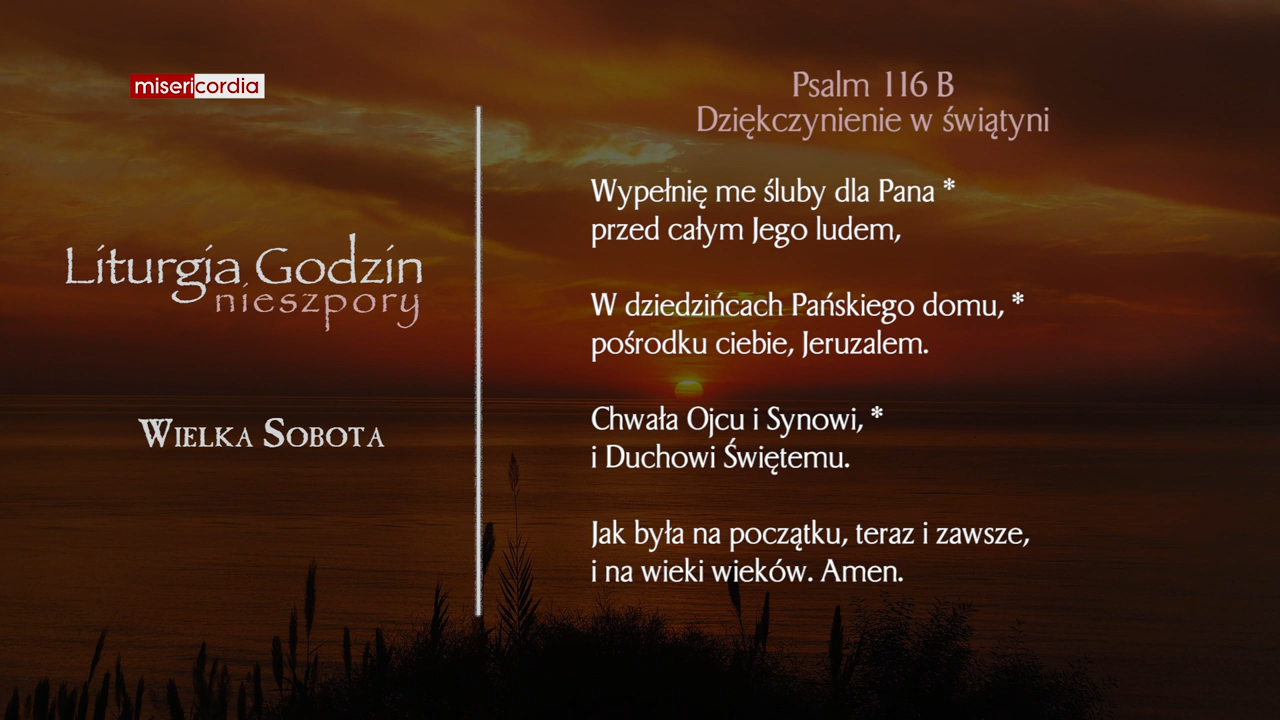 misericordia
Liturgia Godzin
nieszpory
Wielka Sobota
Psalm 116 B
Dziękczynienie w świątyni
Wypełnię me śluby dla Pana *
przed całym Jego ludem,
W dziedzińcach Pańskiego domu, *
pośrodku ciebie, Jeruzalem.
Chwała Ojcu i Synowi, *
i Duchowi Świętemu.
Jak była na początku, teraz i zawsze,
i na wieki wieków. Amen.